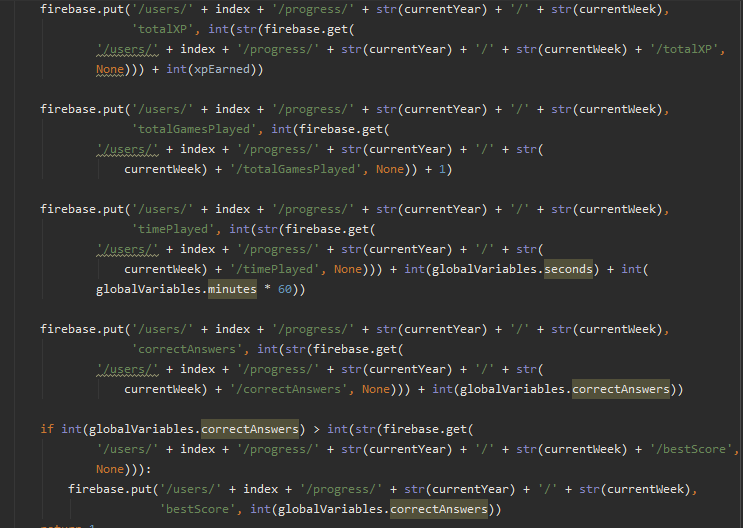 firebase.put('/users/' + index + '/progress/' + str(currentYear) + '/' + str(currentWeek),
'totalXP', int(str(firebase.get(
'/users/' + index + '/progress/' + str(currentYear) + '/' + str(currentWeek) + '/totalXP',
None))) + int(xpEarned))
firebase.put('/users/' + index + '/progress/' + str(currentYear) + '/' + str(currentWeek),
'totalGamesPlayed', int(firebase.get(
'/users/' + index + '/progress/' + str(currentYear) + '/' + str(
currentWeek) + '/totalGamesPlayed', None)) + 1)
firebase.put('/users/' + index + '/progress/' + str(currentYear) + '/' + str(currentWeek),
'timePlayed', int(str(firebase.get(
'/users/' + index + '/progress/' + str(currentYear) + '/' + str(
currentWeek) + '/timePlayed', None))) + int(globalVariables.seconds) + int(
globalVariables.minutes * 60))
firebase.put('/users/' + index + '/progress/' + str(currentYear) + '/' + str(currentWeek),
'correctAnswers', int(str(firebase.get(
'/users/' + index + '/progress/' + str(currentYear) + '/' + str(
currentWeek) + '/correctAnswers', None))) + int(globalVariables.correctAnswers))
if int(globalVariables.correctAnswers) > int(str(firebase.get(
'/users/' + index + '/progress/' + str(currentYear) + '/' + str(currentWeek) + '/bestScore',
None))):
firebase.put('/users/' + index + '/progress/' + str(currentYear) + '/' + str(currentWeek),
'bestScore', int(globalVariables.correctAnswers))